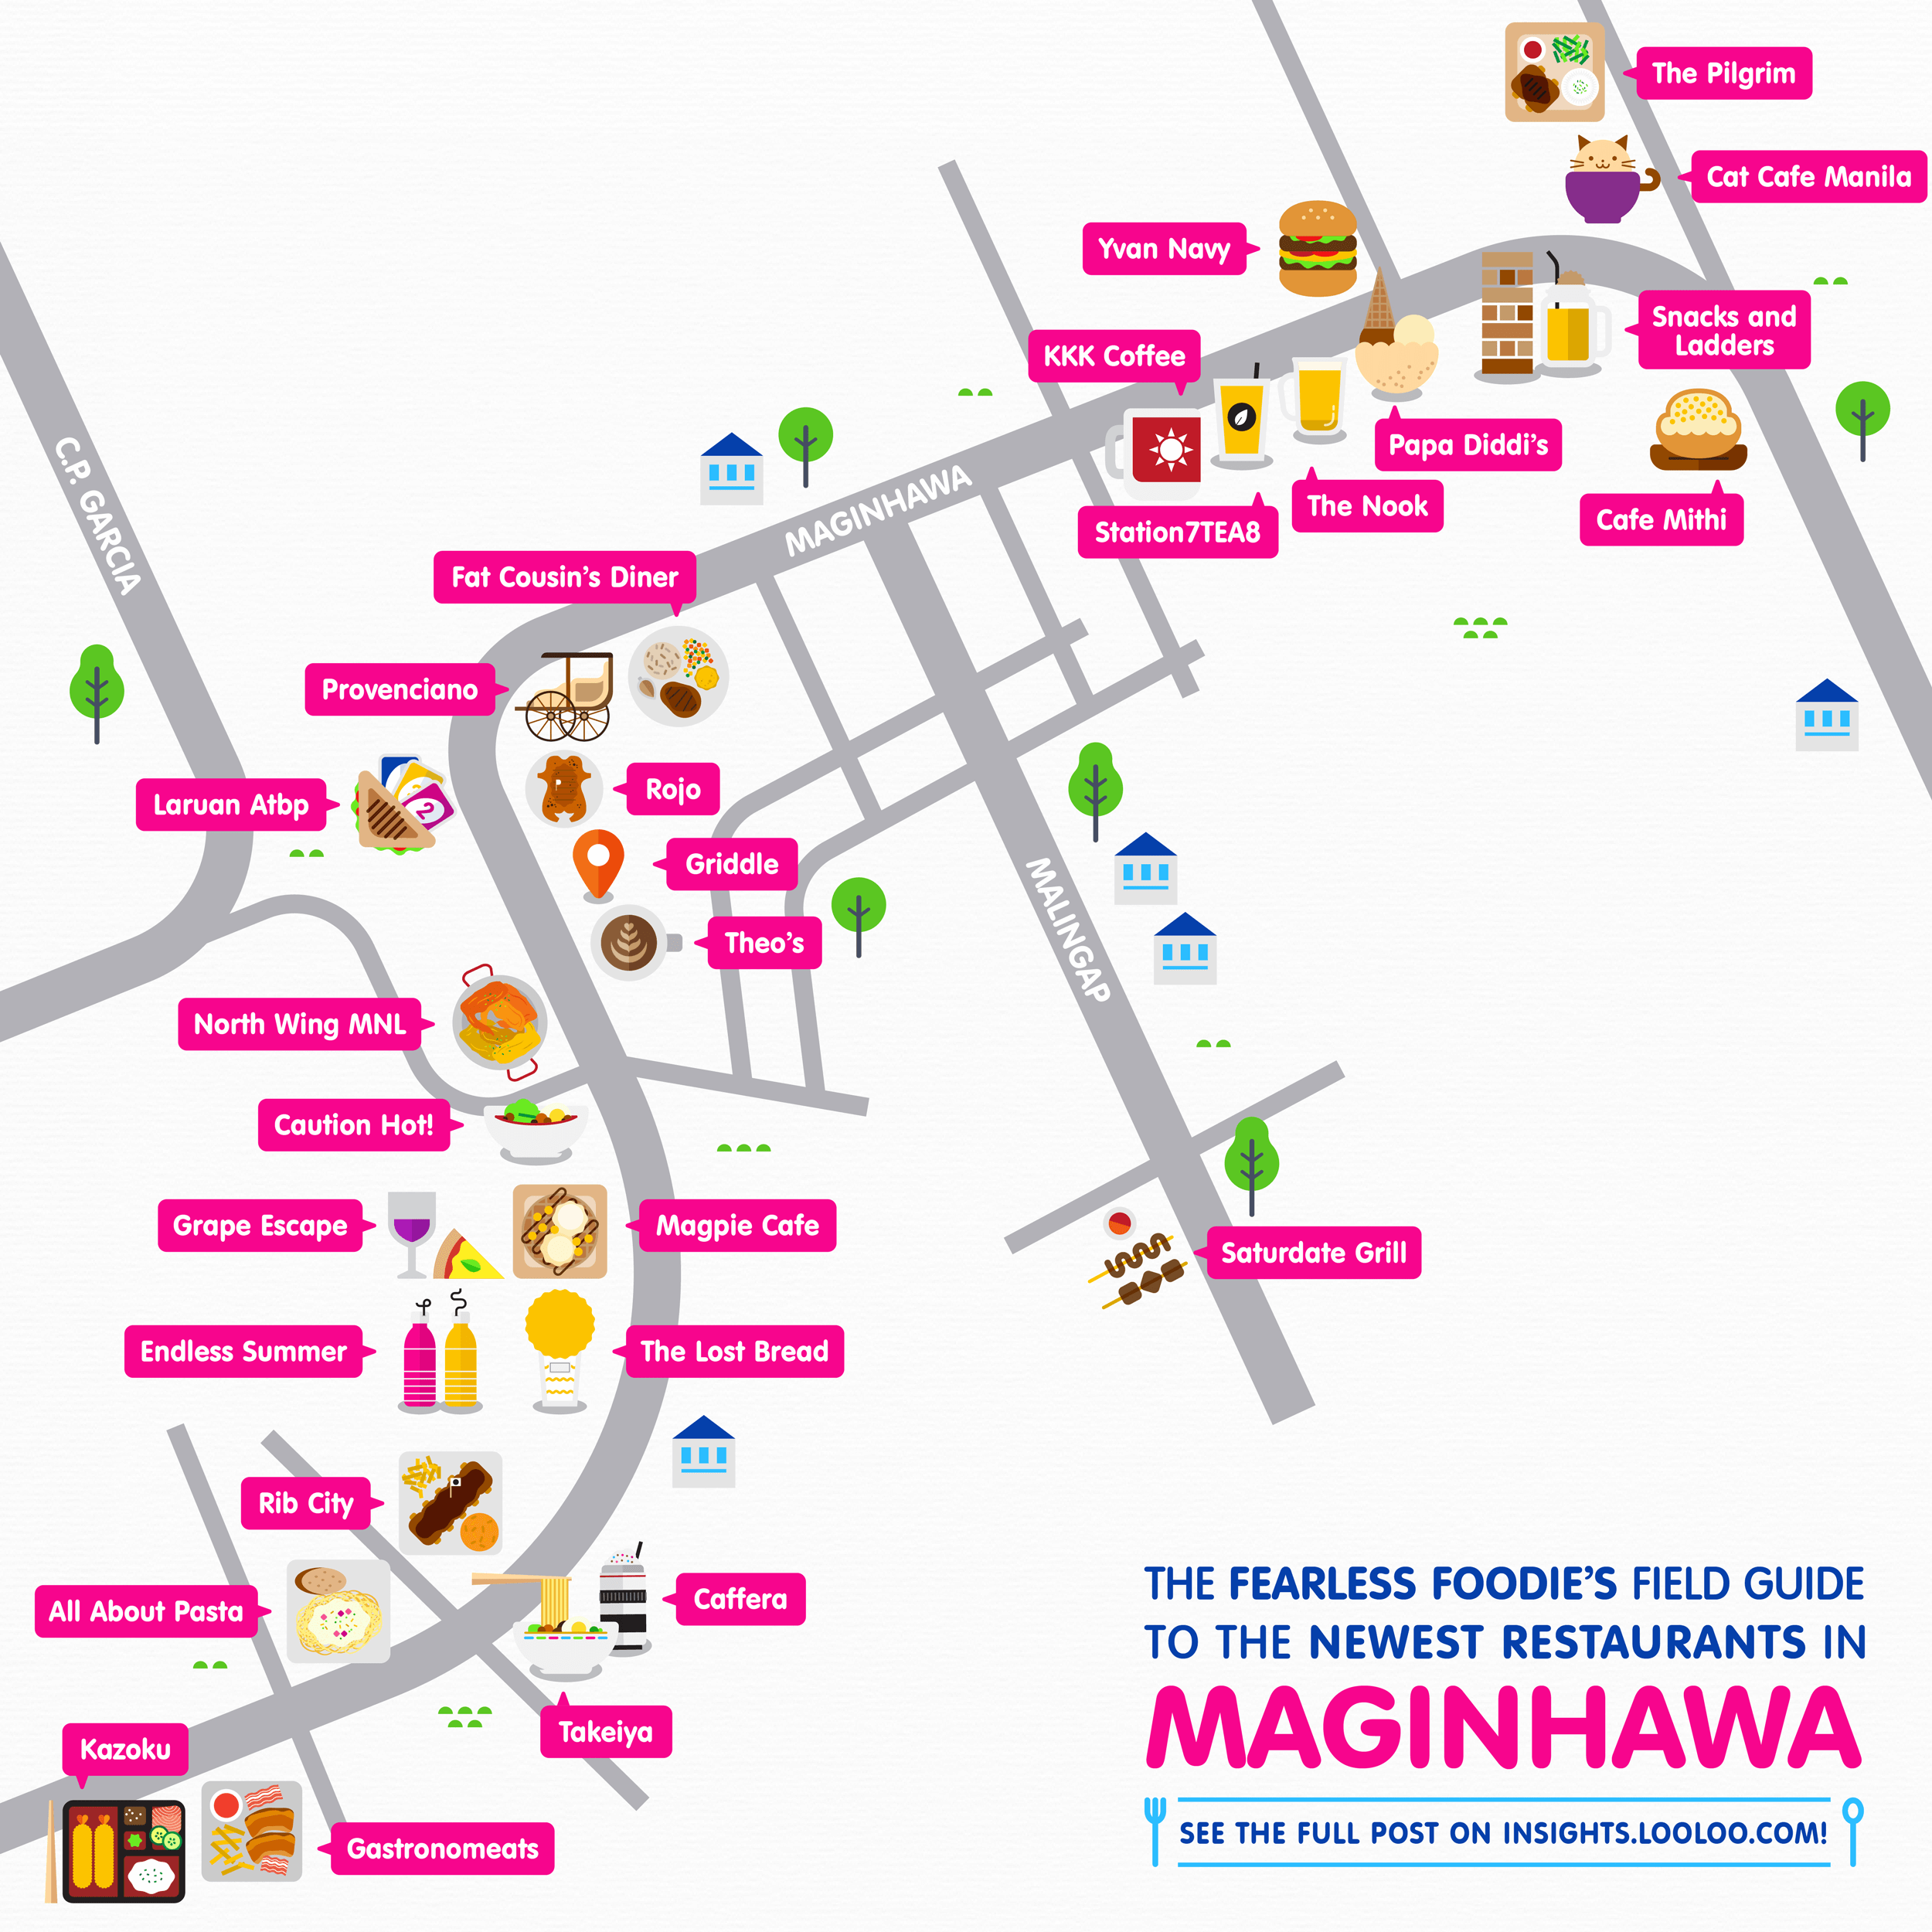 The Pilgrim
Cat Cafe Manila
Yvan Navy
Snacks and
Ladders
KKK Coffee
Papa Diddi's
The Nook
Station7TEA8
Cafe Mithi
C.P. GARCIA
MAGINHAWA
Fat Cousin's Diner
Provenciano
Rojo
Laruan Atbp
2
Griddle
Theo's
MALINGAP
North Wing MNL
Caution Hot!
Grape Escape
Magpie Cafe
Saturdate Grill
Endless Summer
The Lost Bread
Rib City
All About Pasta
Caffera
Takeiya
Kazoku
Gastronomeats
THE FEARLESS FOODIE'S FIELD GUIDE
TO THE NEWEST RESTAURANTS IN
MAGINHAWA
SEE THE FULL POST ON INSIGHTS.LOOLOO.COM!